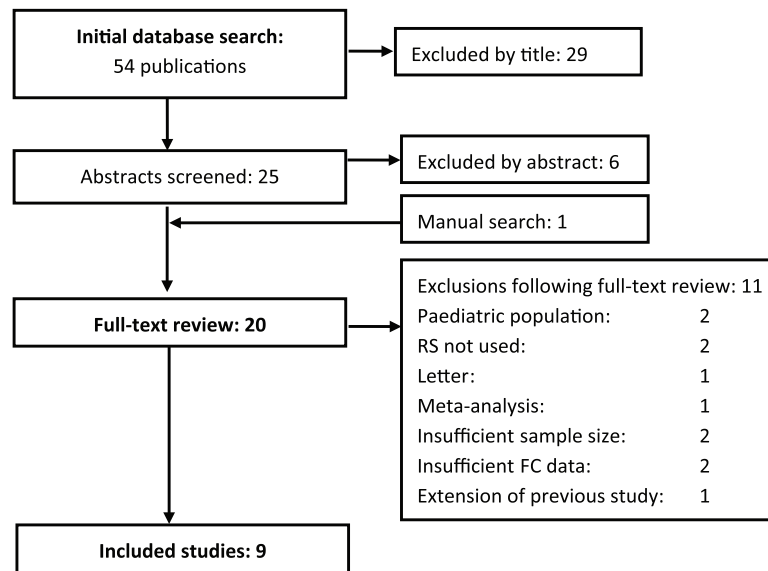 Initial database search:
54 publications
Excluded by title: 29
Abstracts screened: 25
Excluded by abstract: 6
Manual search: 1
Full-text review: 20
Exclusions following full-text review: 11
Paediatric population: 2
RS not used: 2
Letter: 1
Meta-analysis: 1
Insufficient sample size: 2
Insufficient FC data: 2
Extension of previous study: 1
Included studies: 9